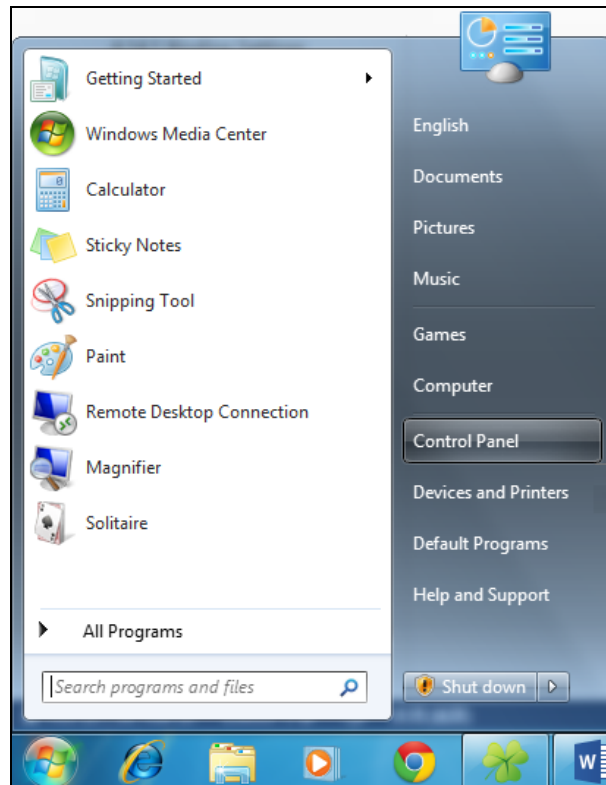 Getting Started
Windows Media Center
Calculator
Sticky Notes
Snipping Tool
Paint
Remote Desktop Connection
Magnifier
Solitaire
All Programs
Search programs and files
English
Documents
Pictures
Music
Games
Computer
Control Panel
Devices and Printers
Default Programs
Help and Support
Shut down
W